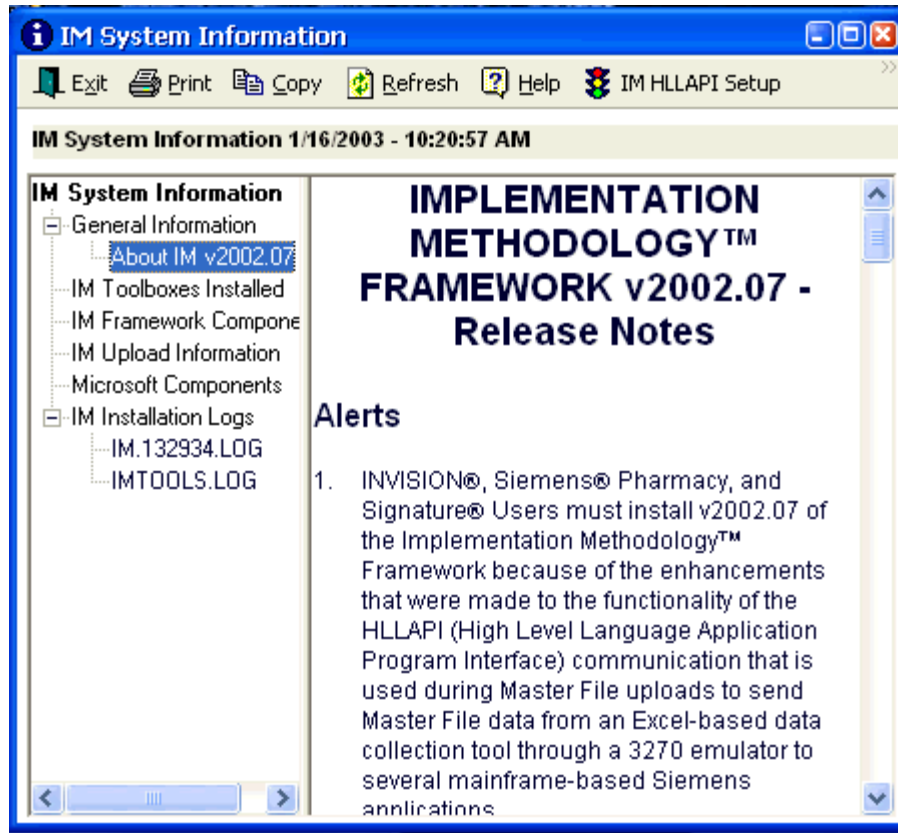 IM System Information
Exit Print Copy Refresh Help IM HLLAPI Setup
IM System Information 1/16/2003 - 10:20:57 AM
IM System Information
General Information
About IM v2002.07
IM Toolboxes Installed
IM Framework Compone
IM Upload Information
Microsoft Components
IM Installation Logs
IM.132934.LOG
IMTOOLS.LOG
IMPLEMENTATION
METHODOLOGY™
FRAMEWORK v2002.07 -
Release Notes
Alerts
1. INVISION®, Siemens® Pharmacy, and
Signature® Users must install v2002.07 of
the Implementation Methodology™
Framework because of the enhancements
that were made to the functionality of the
HLLAPI (High Level Language Application
Program Interface) communication that is
used during Master File uploads to send
Master File data from an Excel-based data
collection tool through a 3270 emulator to
several mainframe-based Siemens
applications